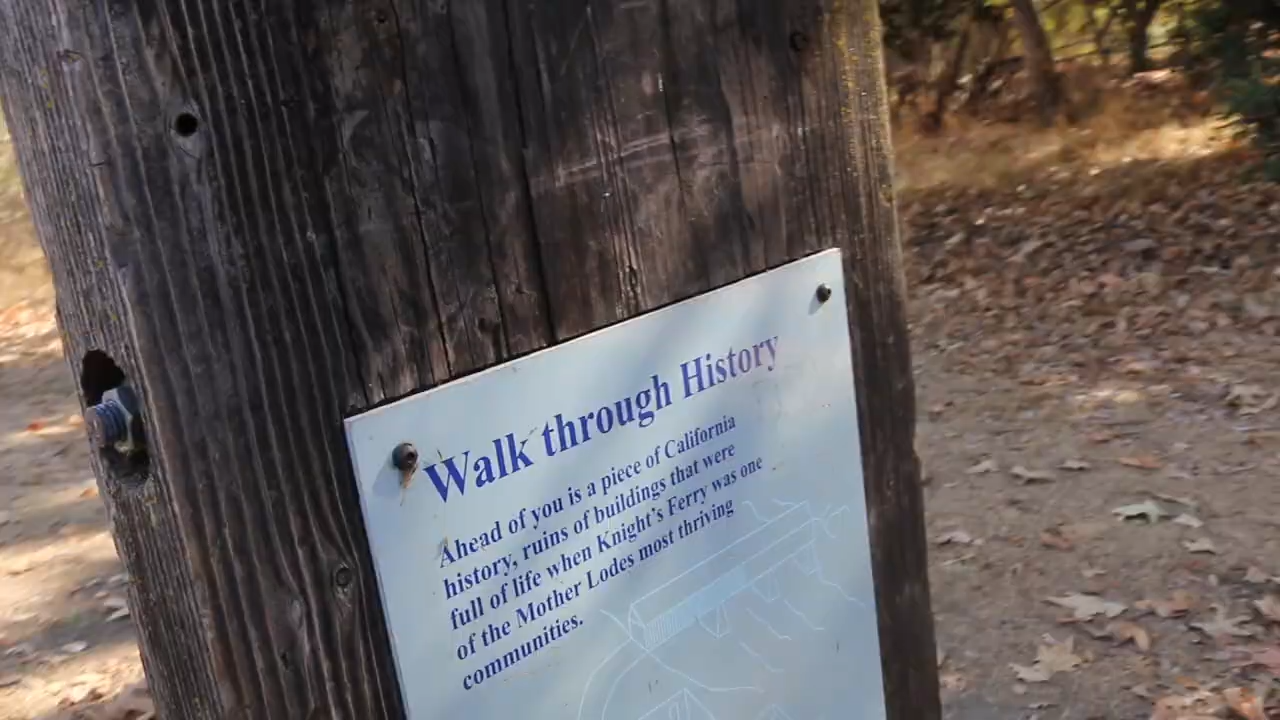 Walk through History
Ahead of you is a piece of California
history, ruins of buildings that were
full of life when Knight's Ferry was one
of the Mother Lodes most thriving
communities.